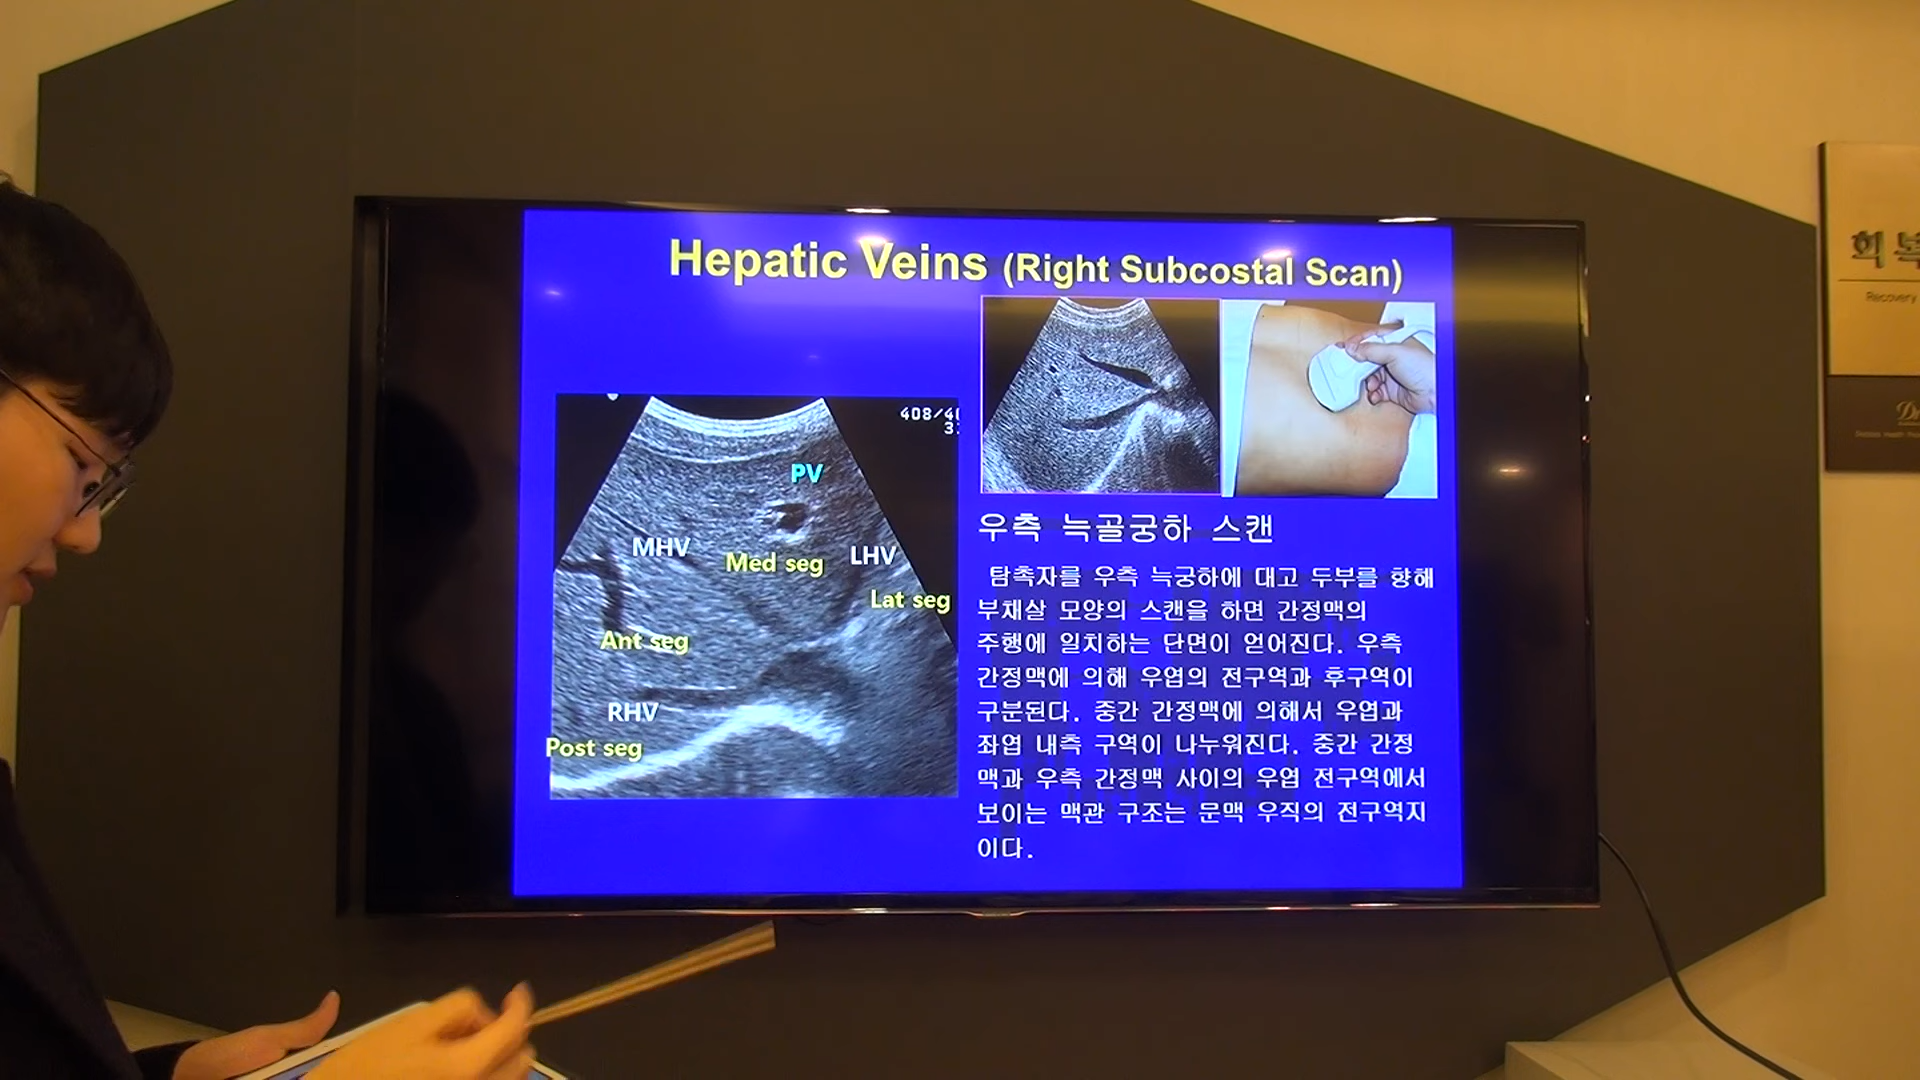 Hepatic Veins (Right Subcostal Scan)
408/40
PV
MHV
Med seg
LHV
Lat seg
Ant seg
RHV
Post seg
우측 늑골궁하 스캔
탐촉자를 우측 늑궁하에 대고 두부를 향해
부채살 모양의 스캔을 하면 간정맥의
주행에 일치하는 단면이 얻어진다. 우측
간정맥에 의해 우엽의 전구역과 후구역이
구분된다. 중간 간정맥에 의해서 우엽과
좌엽 내측 구역이 나누워진다. 중간 간정
맥과 우측 간정맥 사이의 우엽 전구역에서
보이는 맥관 구조는 문맥 우직의 전구역지
이다.
회복
Recovery